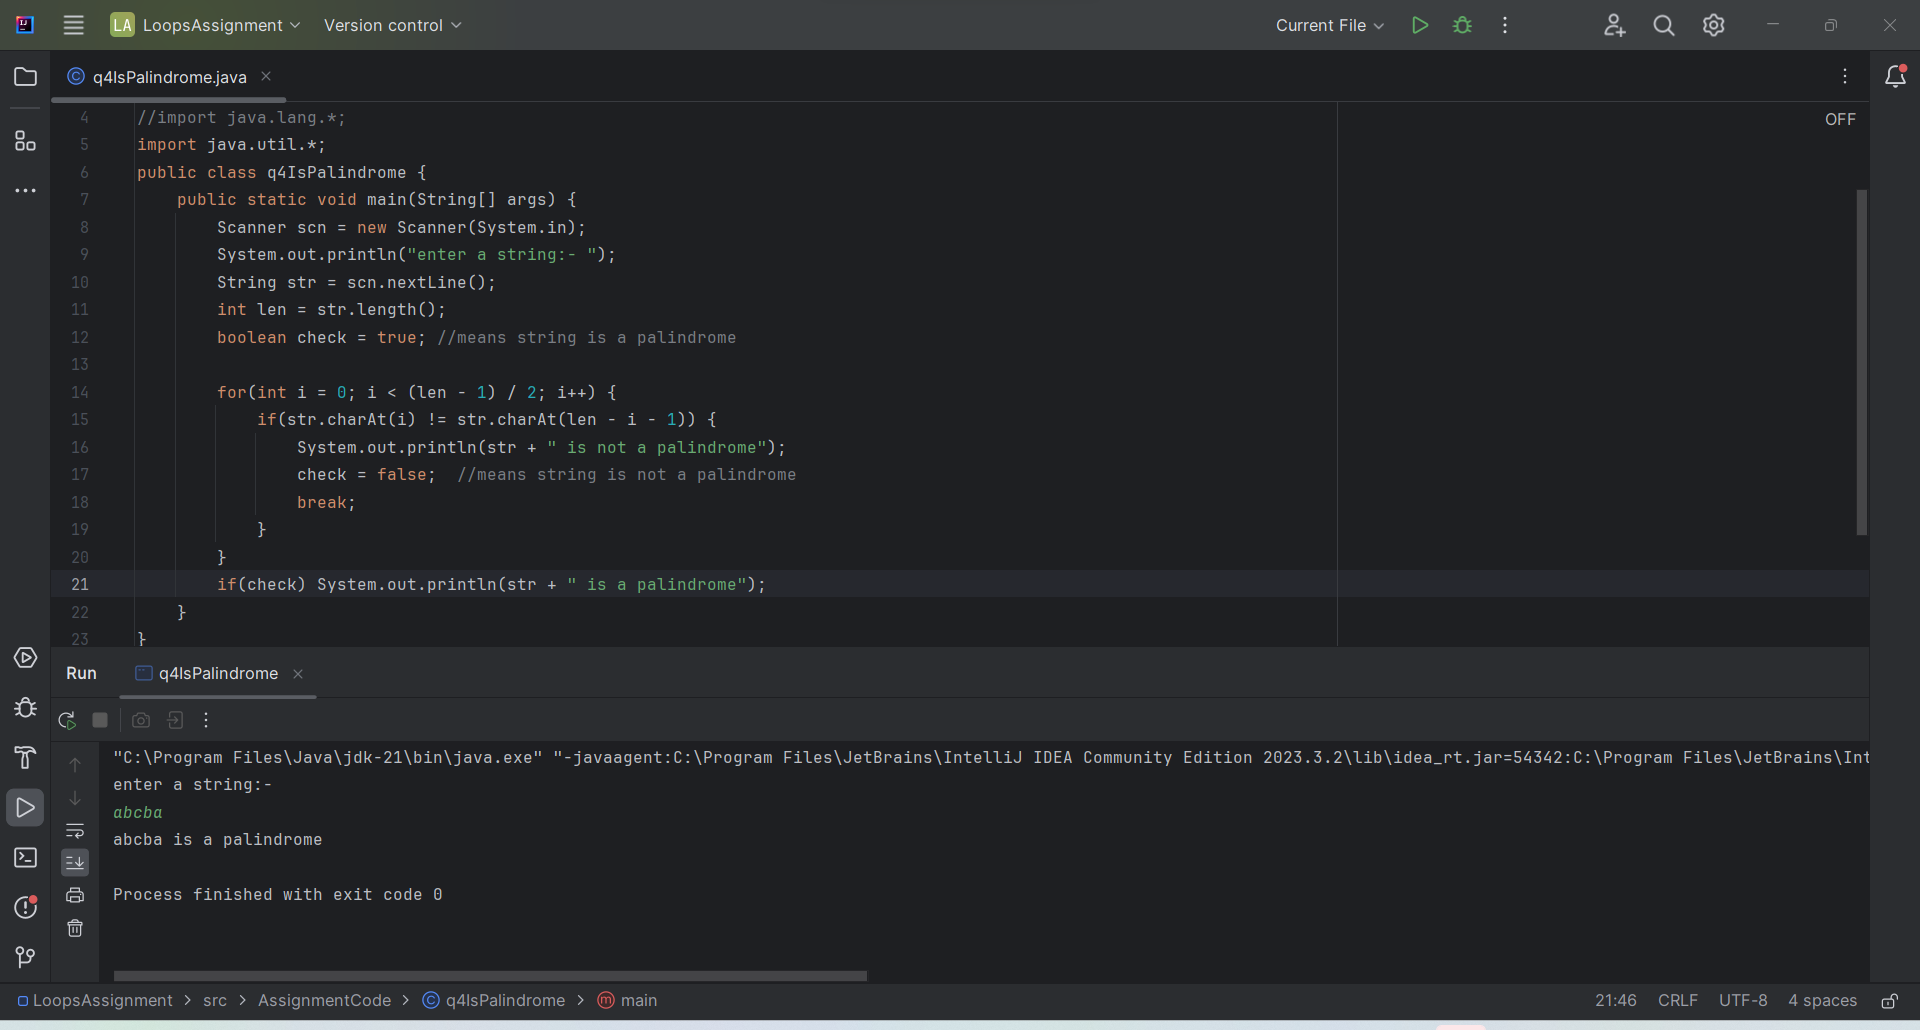 LA LoopsAssignment Version control Current File
q4IsPalindrome.java
OFF
4 //import java.lang.*;
5 import java.util.*;
6 public class q4IsPalindrome {
7 public static void main(String[] args) {
8 Scanner scn = new Scanner(System.in);
9 System.out.println("enter a string:- ");
10 String str = scn.nextLine();
11 int len = str.length();
12 boolean check = true; //means string is a palindrome
13
14 for(int i = 0; i < (len - 1) / 2; i++) {
15 if(str.charAt(i) != str.charAt(len - i - 1)) {
16 System.out.println(str + " is not a palindrome");
17 check = false;  //means string is not a palindrome
18 break;
19 }
20 }
21 if(check) System.out.println(str + " is a palindrome");
22 }
23 }
Run q4IsPalindrome
"C:\Program Files\Java\jdk-21\bin\java.exe" "-javaagent:C:\Program Files\JetBrains\IntelliJ IDEA Community Edition 2023.3.2\lib\idea_rt.jar=54342:C:\Program Files\JetBrains\Int
enter a string:-
abcba
abcba is a palindrome
Process finished with exit code 0
LoopsAssignment > src > AssignmentCode > q4IsPalindrome > main 21:46 CRLF UTF-8 4 spaces